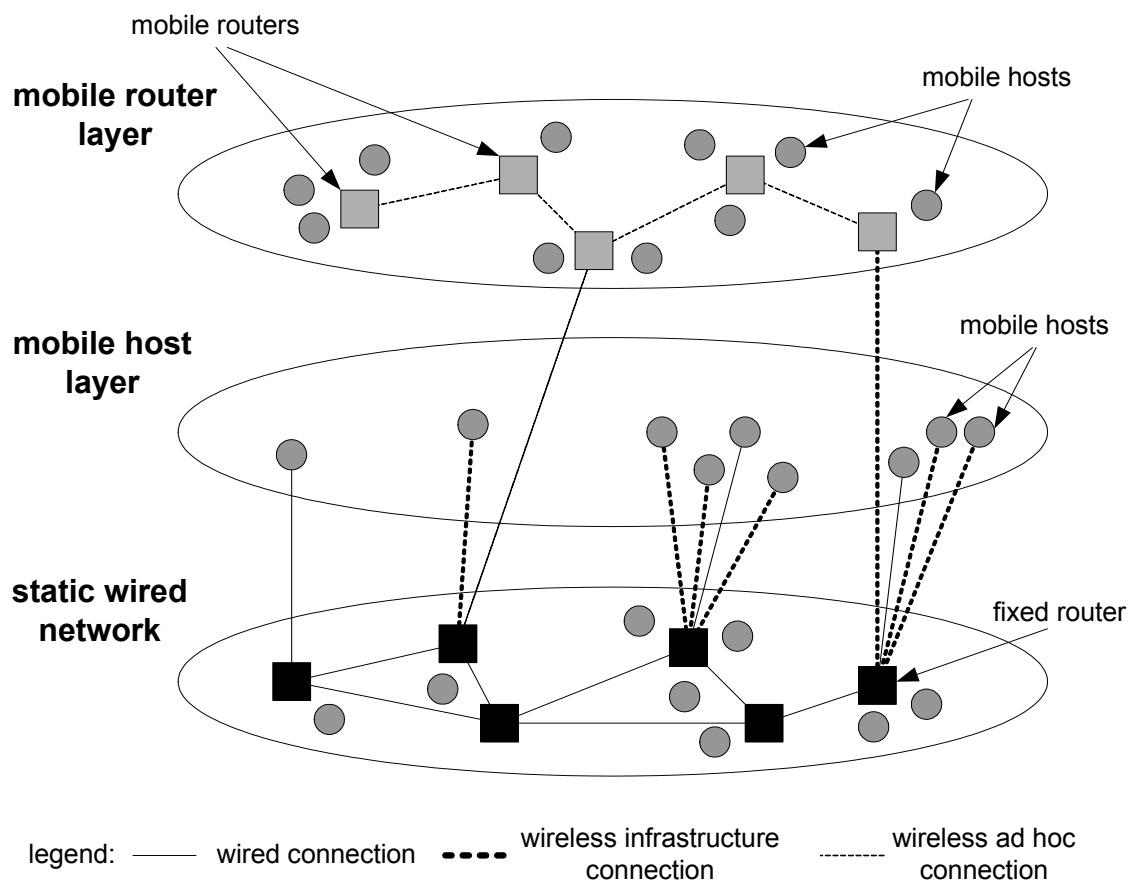 mobile routers
mobile router
layer
mobile hosts
mobile host
layer
mobile hosts
static wired
network
fixed router
legend:
wired connection
wireless infrastructure
connection
wireless ad hoc
connection